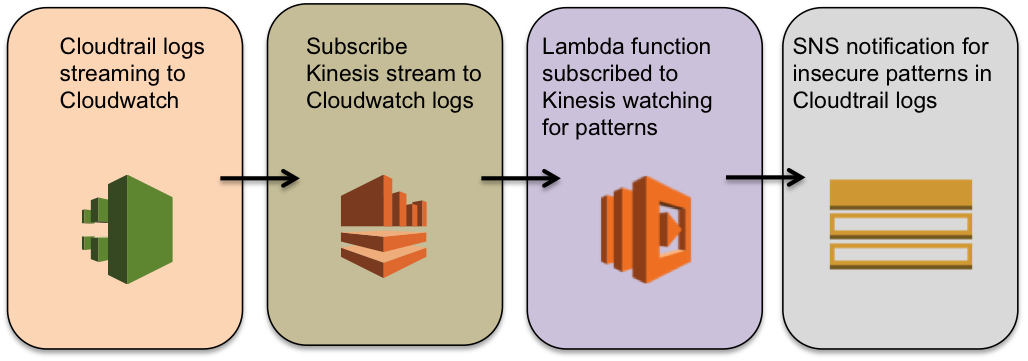 Cloudtrail logs
streaming to
Cloudwatch
Subscribe
Kinesis stream to
Cloudwatch logs
Lambda function
subscribed to
Kinesis watching
for patterns
SNS notification for
insecure patterns in
Cloudtrail logs